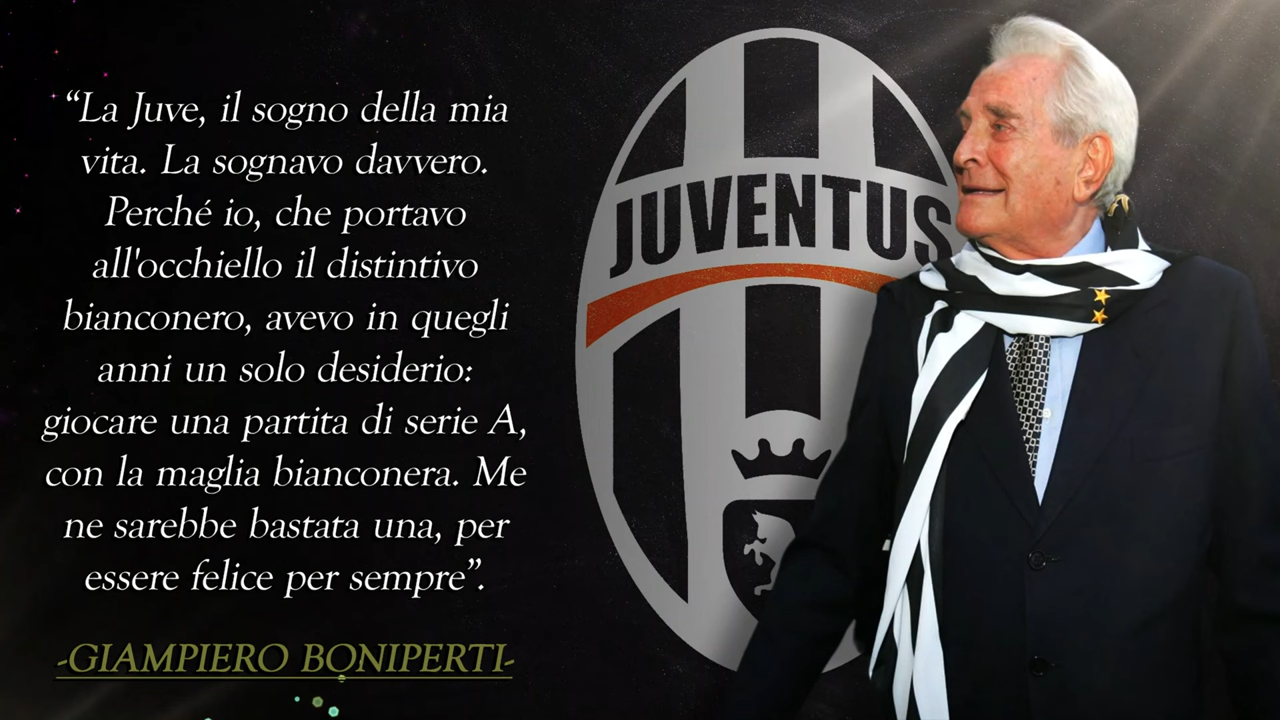 “La Juve, il sogno della mia
vita. La sognavo davvero.
Perché io, che portavo
all'occhiello il distintivo
bianconero, avevo in quegli
anni un solo desiderio:
giocare una partita di serie A,
con la maglia bianconera. Me
ne sarebbe bastata una, per
essere felice per sempre”.
-GIAMPIERO BONIPERTI-
JUVENTUS